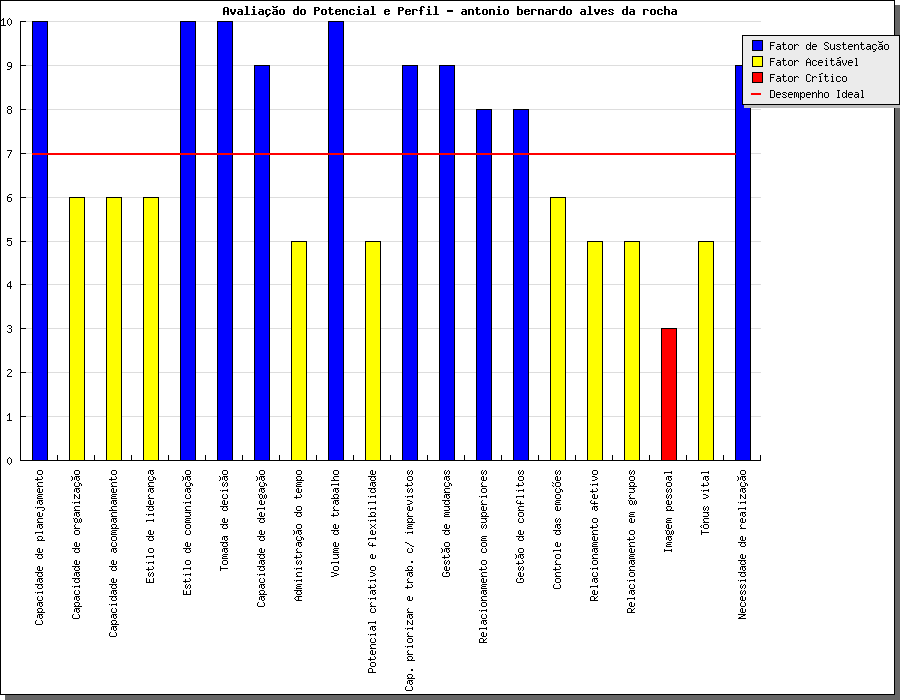 Avaliação do Potencial e Perfil - antonio bernardo alves da rocha
Fator de Sustentação
Fator Aceitável
Fator Crítico
Desempenho Ideal
10
9
8
7
6
5
4
3
2
1
0
Capacidade de planejamento
Capacidade de organização
Capacidade de acompanhamento
Estilo de liderança
Estilo de comunicação
Tomada de decisão
Capacidade de delegação
Administração do tempo
Volume de trabalho
Potencial criativo e flexibilidade
Cap. priorizar e trab. c/ imprevistos
Gestão de mudanças
Relacionamento com superiores
Gestão de conflitos
Controle das emoções
Relacionamento afetivo
Relacionamento em grupos
Imagem pessoal
Tônus vital
Necessidade de realização